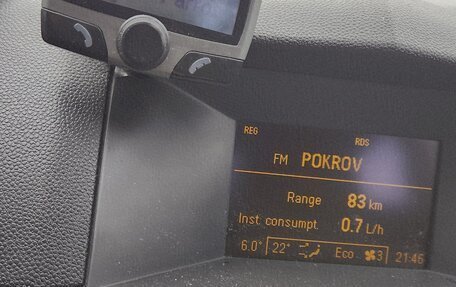 REG
RDS
FM POKROV
Range 83 km
Inst. consumpt. 0.7 L/h
6.0° 22° Eco 3 21:45